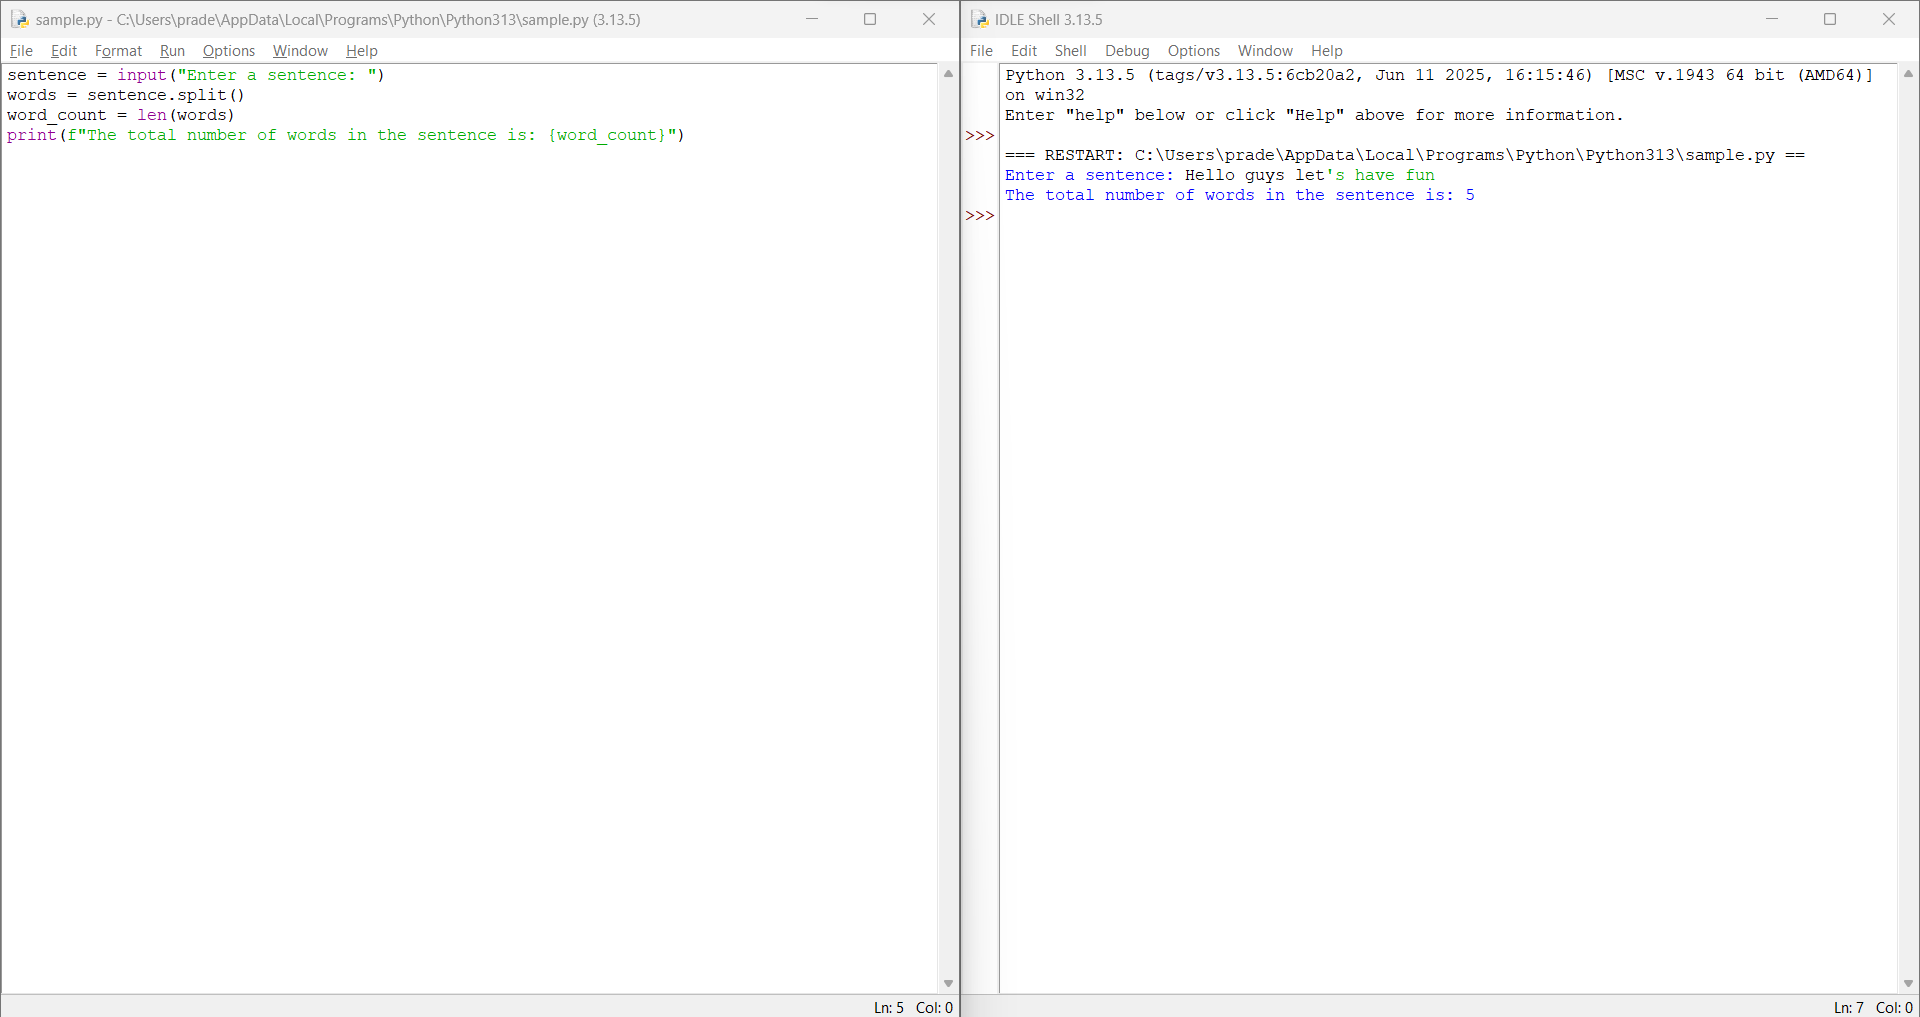 sample.py - C:\Users\prade\AppData\Local\Programs\Python\Python313\sample.py (3.13.5)
File Edit Format Run Options Window Help
sentence = input("Enter a sentence: ")
words = sentence.split()
word_count = len(words)
print(f"The total number of words in the sentence is: {word_count}")
Ln: 5 Col: 0
IDLE Shell 3.13.5
File Edit Shell Debug Options Window Help
Python 3.13.5 (tags/v3.13.5:6cb20a2, Jun 11 2025, 16:15:46) [MSC v.1943 64 bit (AMD64)]
on win32
Enter "help" below or click "Help" above for more information.
>>>
=== RESTART: C:\Users\prade\AppData\Local\Programs\Python\Python313\sample.py ==
Enter a sentence: Hello guys let's have fun
The total number of words in the sentence is: 5
>>>
Ln: 7 Col: 0